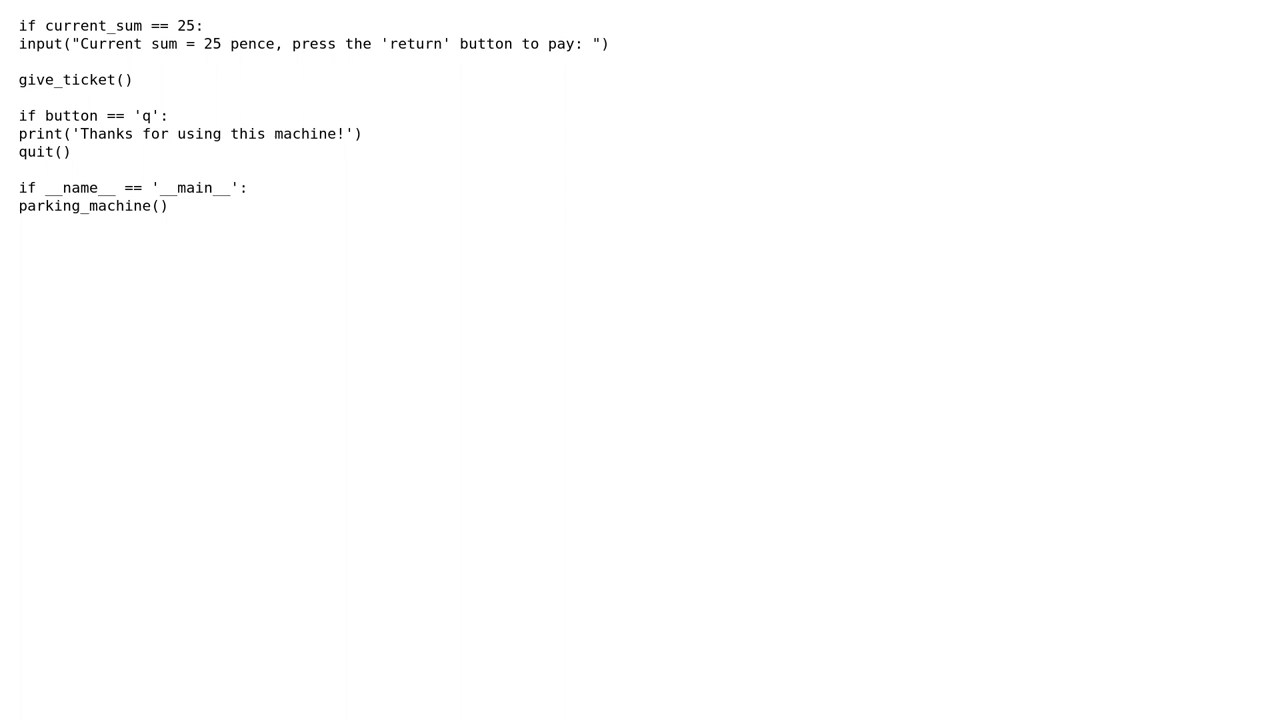 if current_sum == 25:
input("Current sum = 25 pence, press the 'return' button to pay: ")
give_ticket()
if button == 'q':
print('Thanks for using this machine!')
quit()
if __name__ == '__main__':
parking_machine()